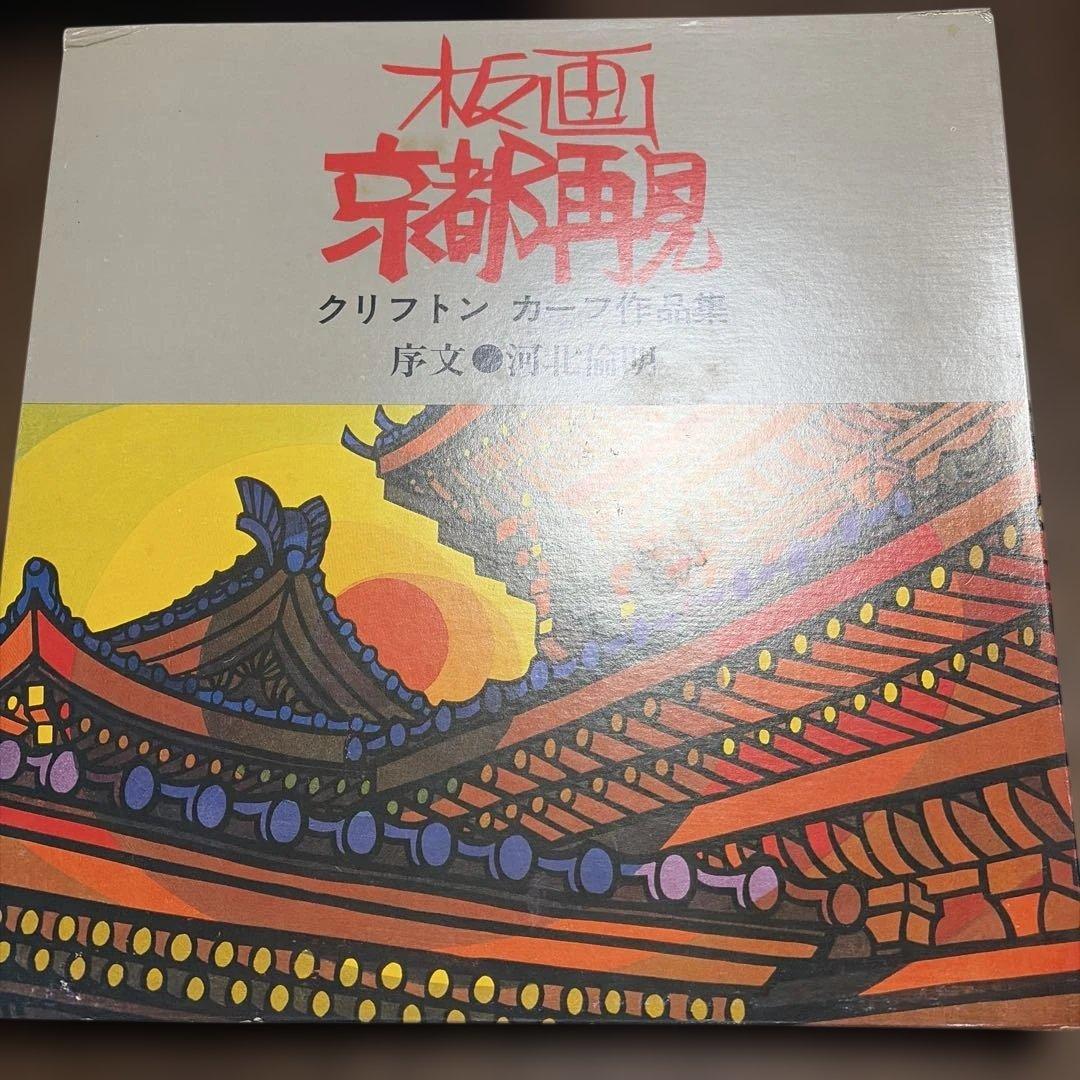 板画
京都再見
クリフトン カーフ作品集
序文●河北倫明